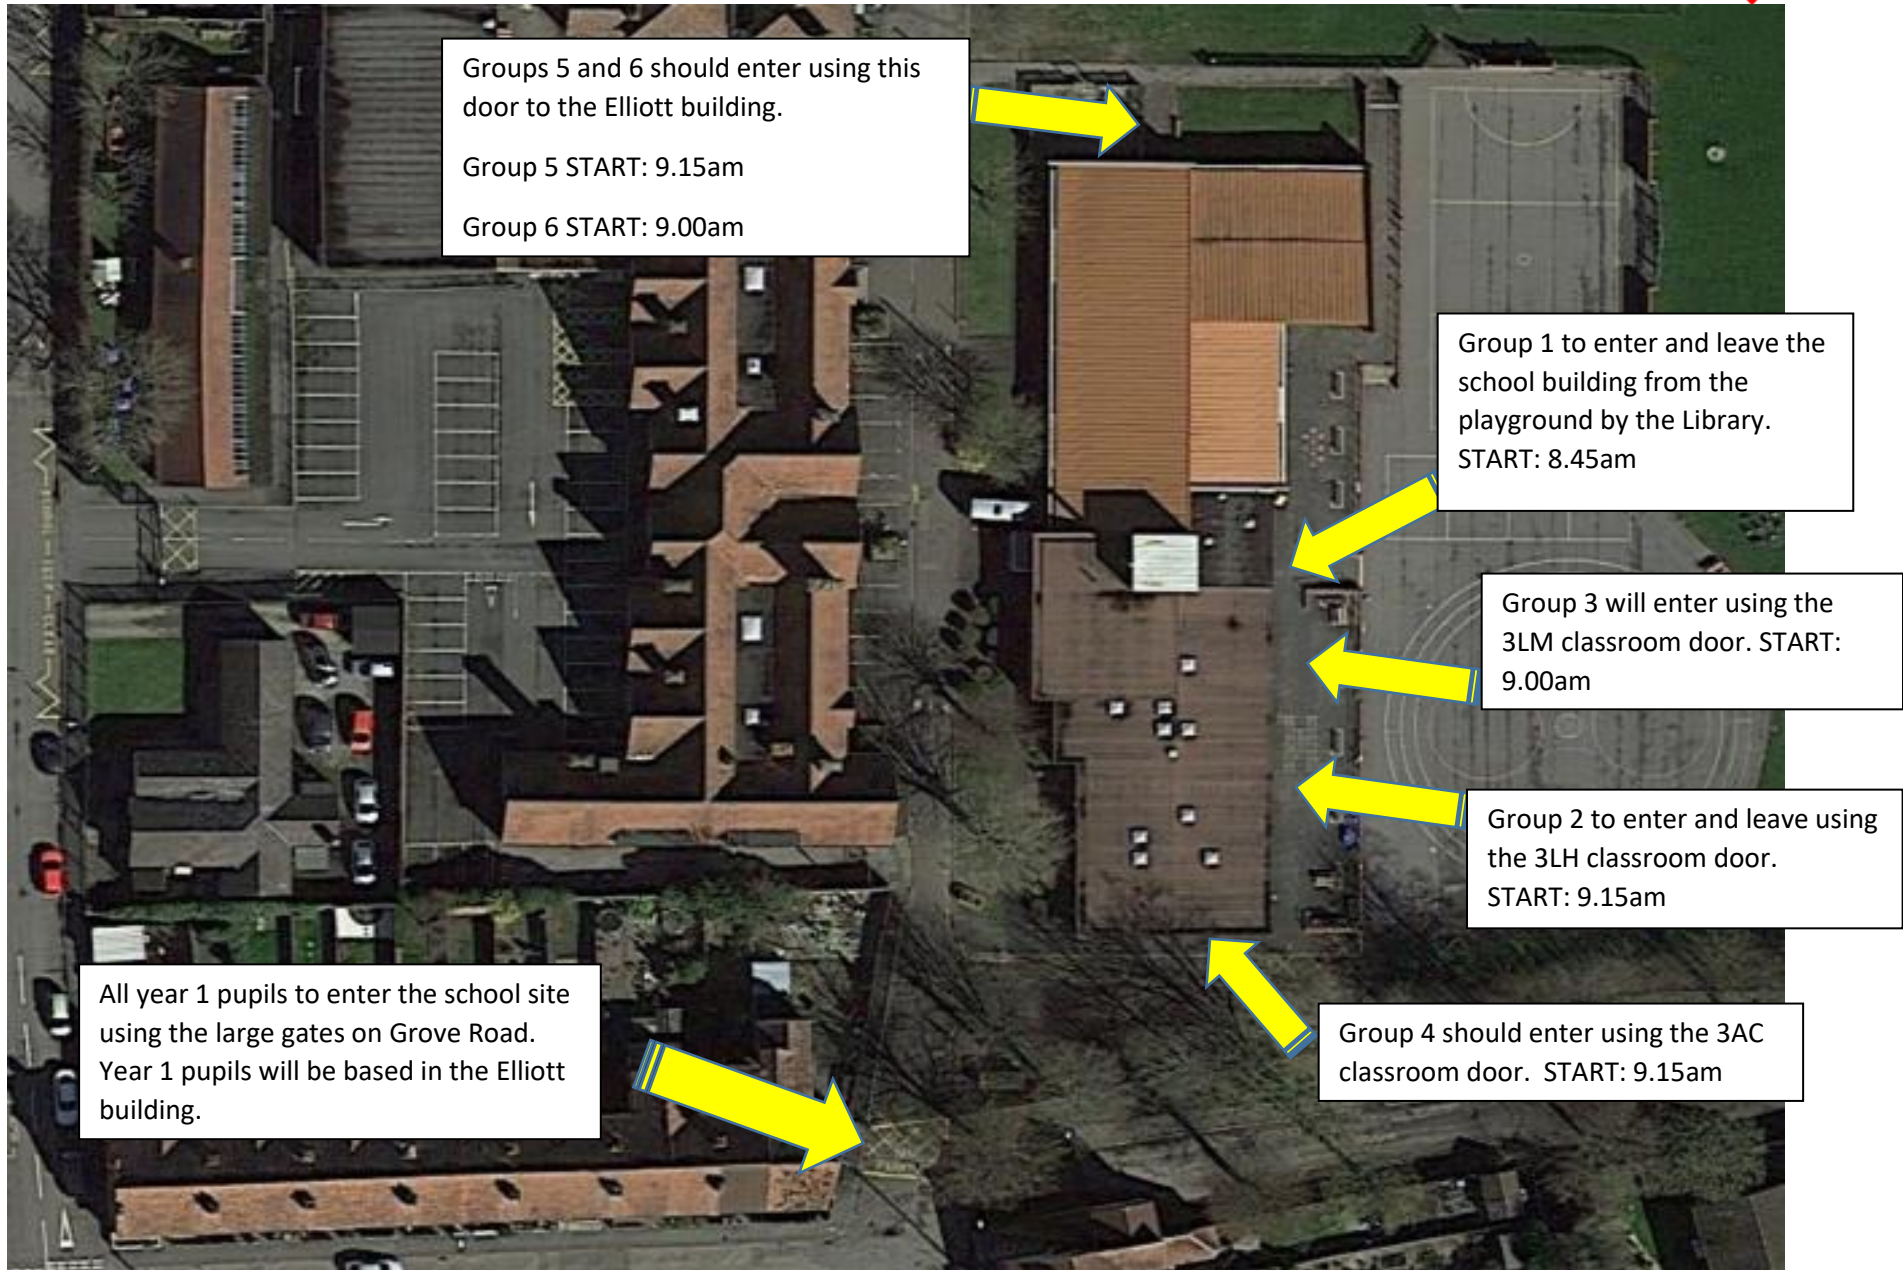 Groups 5 and 6 should enter using this
door to the Elliott building.
Group 5 START: 9.15am
Group 6 START: 9.00am
Group 1 to enter and leave the
school building from the
playground by the Library.
START: 8.45am
Group 3 will enter using the
3LM classroom door. START:
9.00am
Group 2 to enter and leave using
the 3LH classroom door.
START: 9.15am
Group 4 should enter using the 3AC
classroom door.  START: 9.15am
All year 1 pupils to enter the school site
using the large gates on Grove Road.
Year 1 pupils will be based in the Elliott
building.